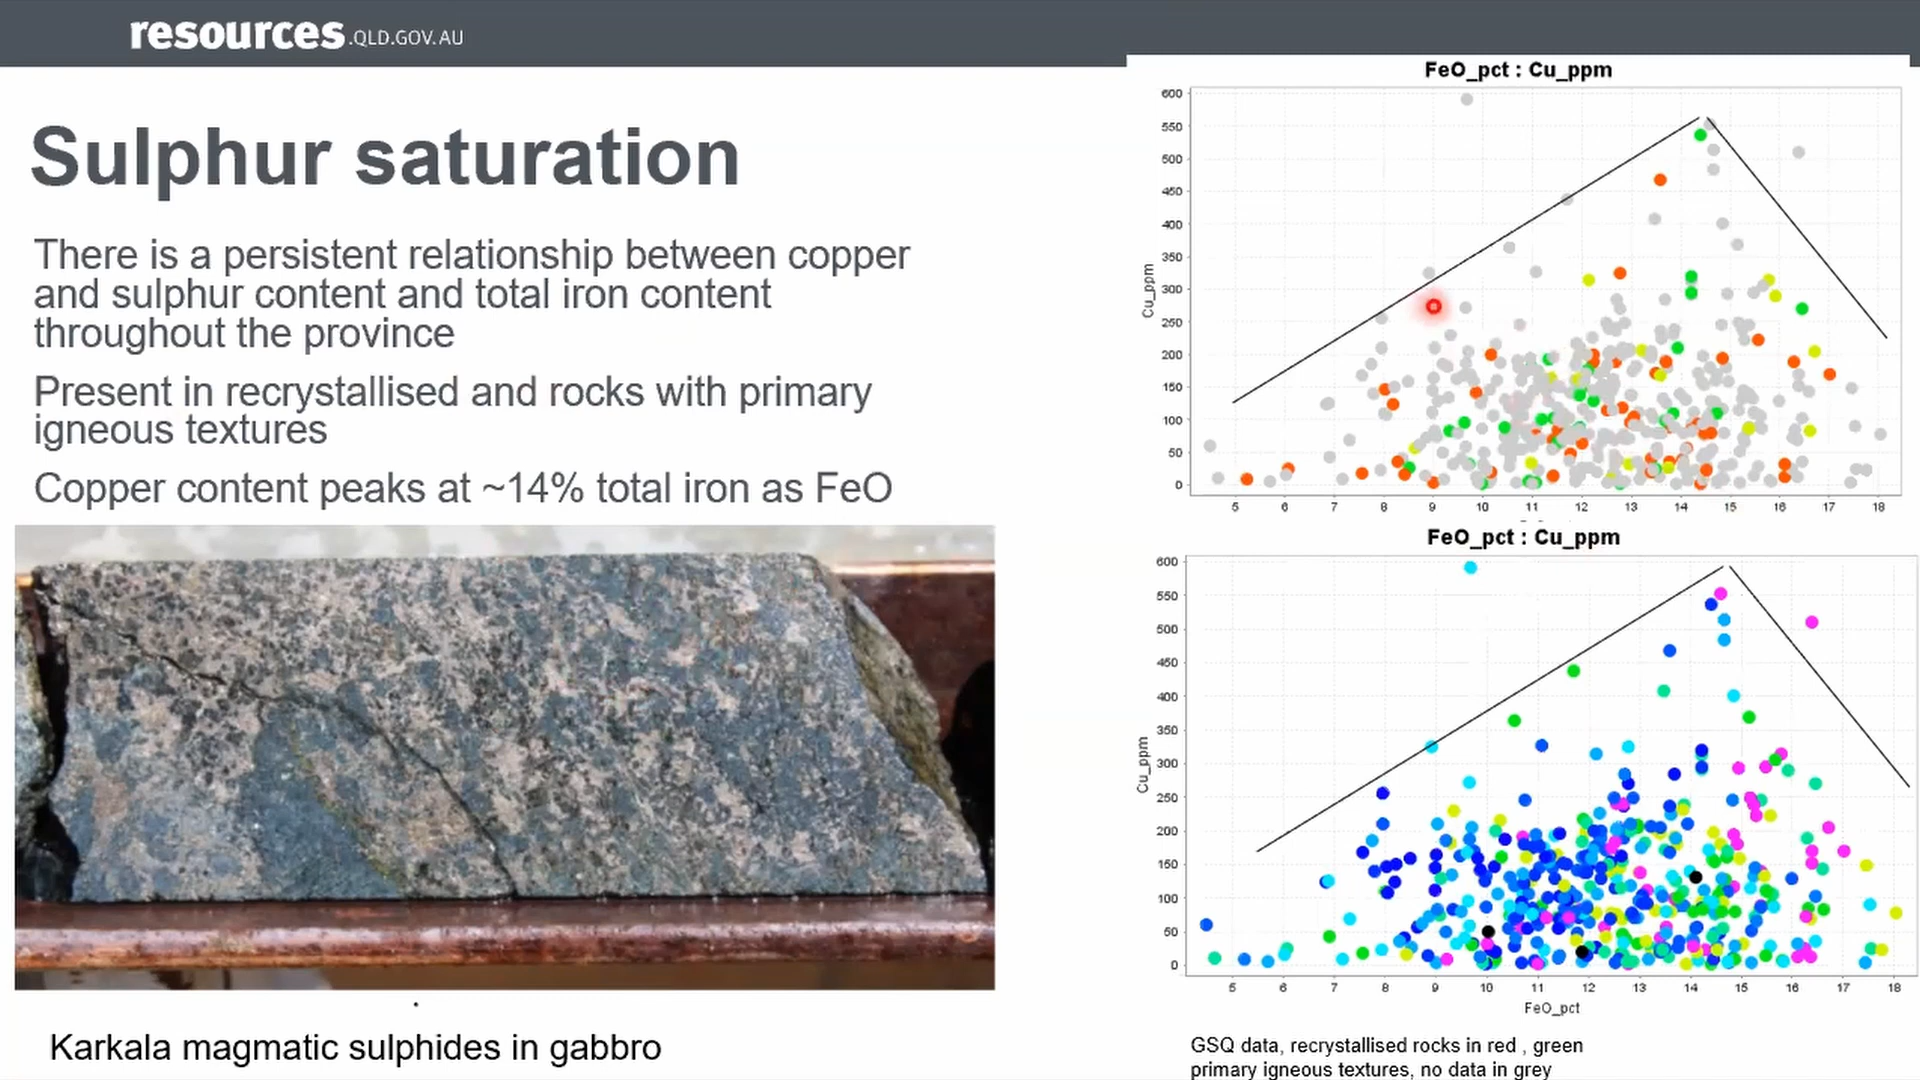 resources.QLD.GOV.AU
Sulphur saturation
There is a persistent relationship between copper
and sulphur content and total iron content
throughout the province
Present in recrystallised and rocks with primary
igneous textures
Copper content peaks at ~14% total iron as FeO
Karkala magmatic sulphides in gabbro
FeO_pct : Cu_ppm
Cu_ppm
600
550
500
450
400
350
300
250
200
150
100
50
0
5 6 7 8 9 10 11 12 13 14 15 16 17 18
FeO_pct : Cu_ppm
Cu_ppm
600
550
500
450
400
350
300
250
200
150
100
50
0
5 6 7 8 9 10 11 12 13 14 15 16 17 18
FeO_pct
GSQ data, recrystallised rocks in red , green
primary igneous textures, no data in grey